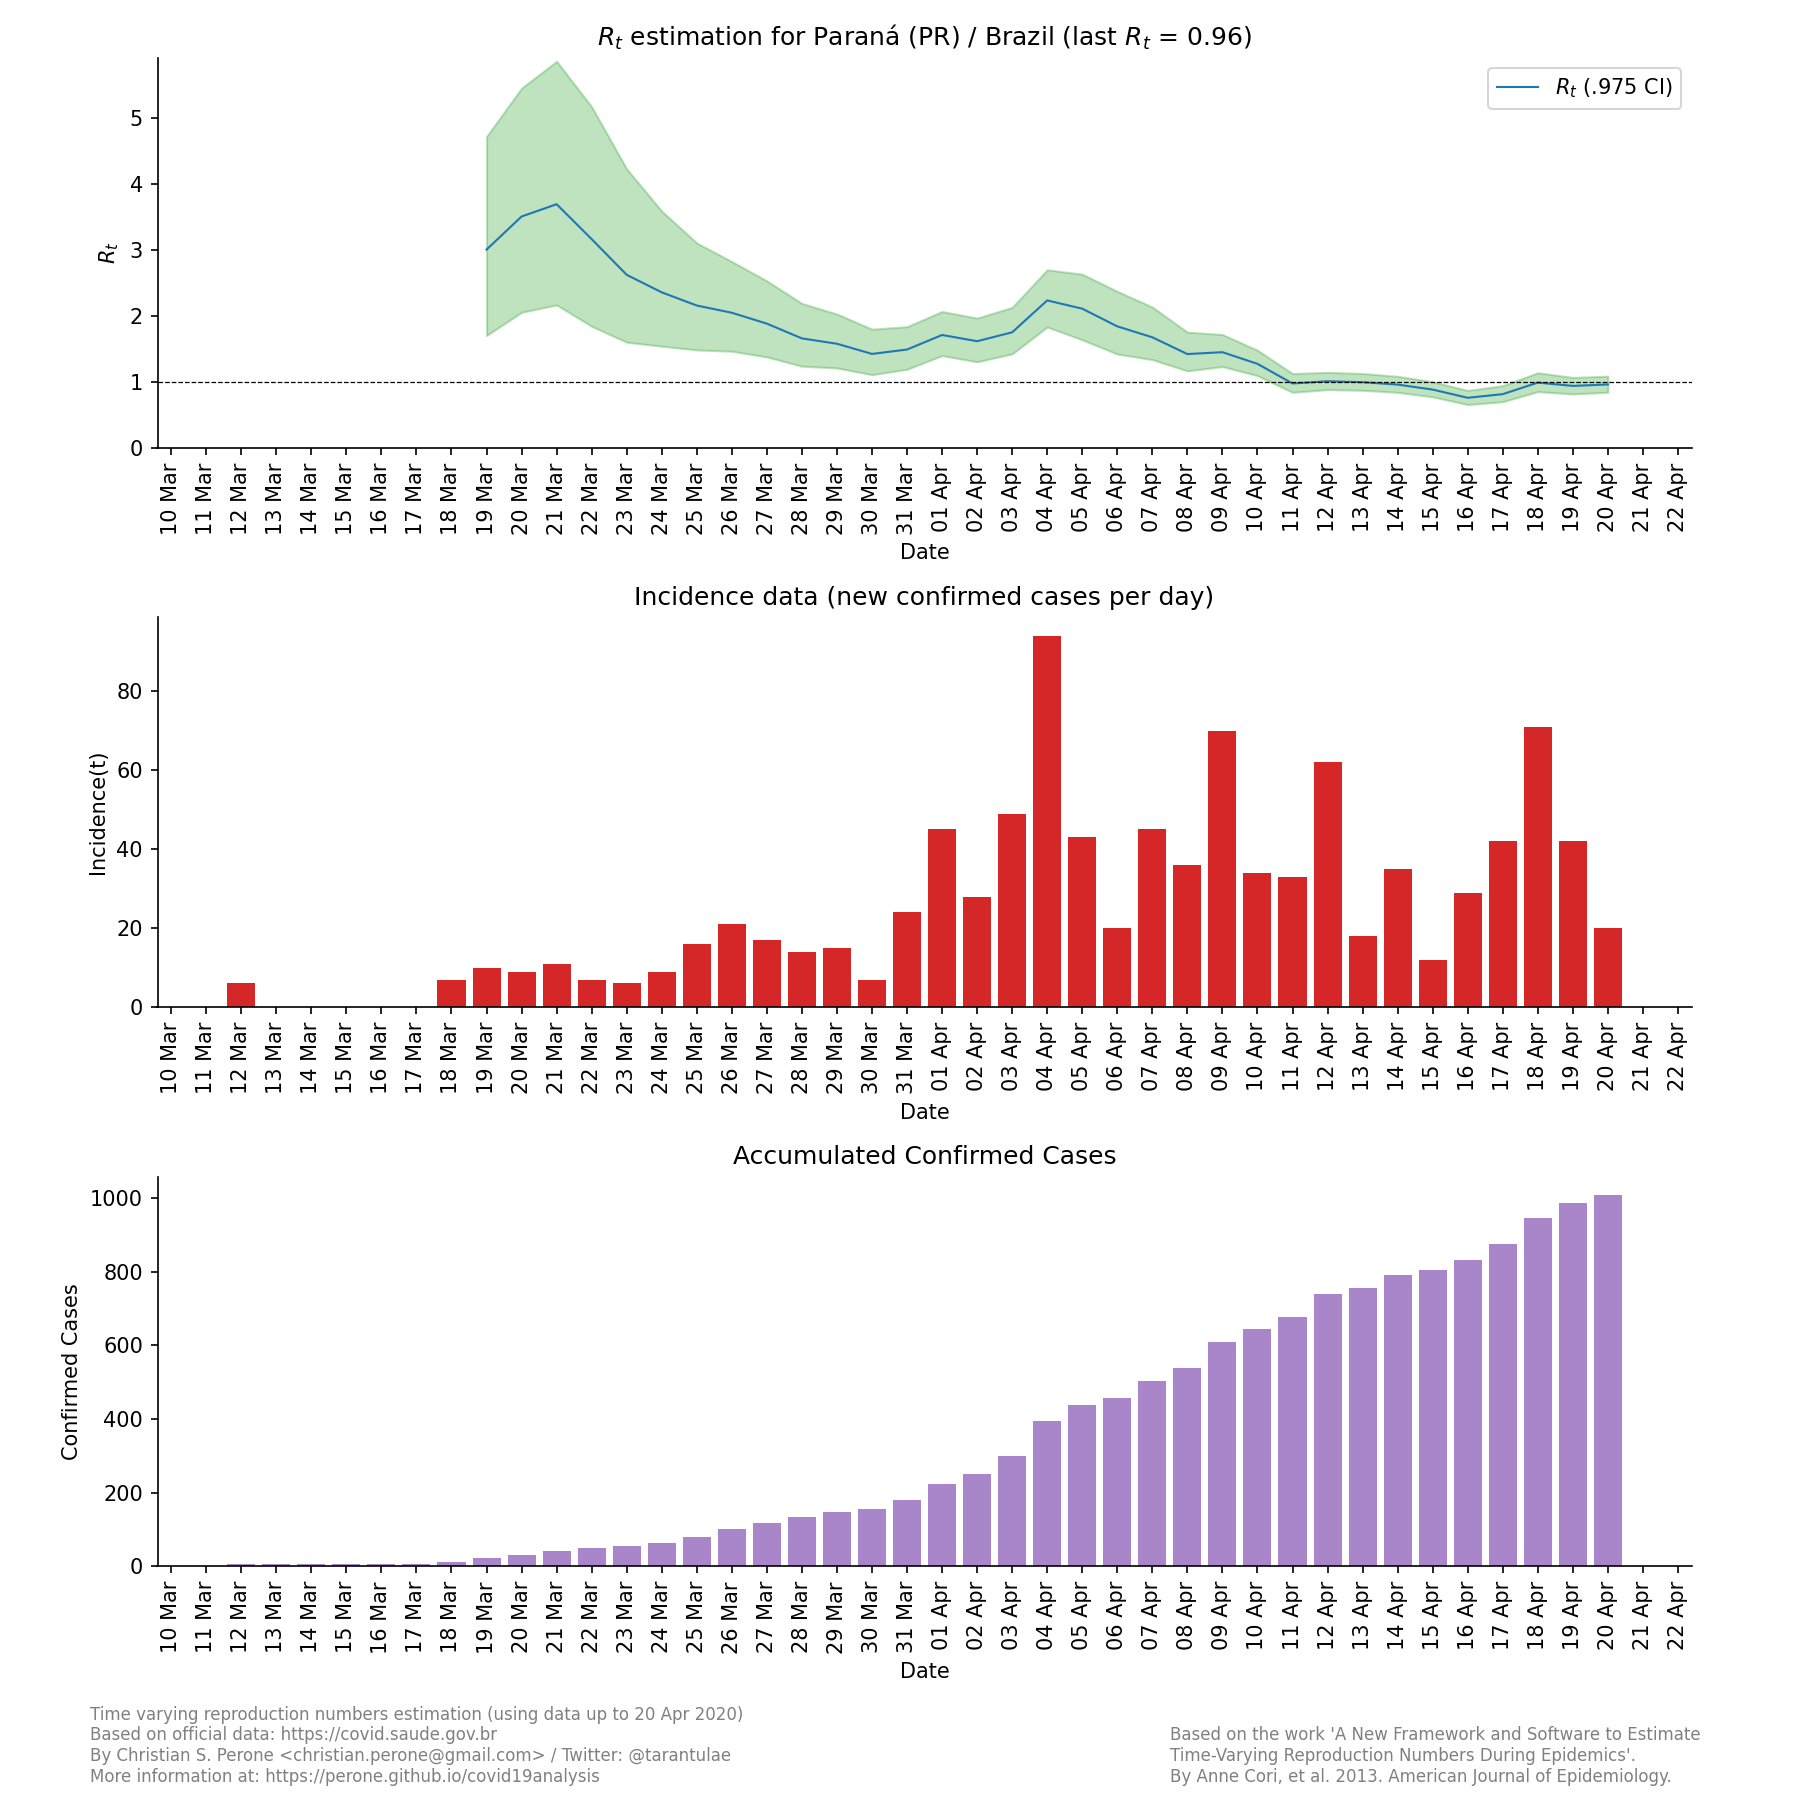 Rt estimation for Paraná (PR) / Brazil (last Rt = 0.96)
Rt (.975 CI)
Rt
5
4
3
2
1
0
10 Mar 11 Mar 12 Mar 13 Mar 14 Mar 15 Mar 16 Mar 17 Mar 18 Mar 19 Mar 20 Mar 21 Mar 22 Mar 23 Mar 24 Mar 25 Mar 26 Mar 27 Mar 28 Mar 29 Mar 30 Mar 31 Mar 01 Apr 02 Apr 03 Apr 04 Apr 05 Apr 06 Apr 07 Apr 08 Apr 09 Apr 10 Apr 11 Apr 12 Apr 13 Apr 14 Apr 15 Apr 16 Apr 17 Apr 18 Apr 19 Apr 20 Apr 21 Apr 22 Apr
Date
Incidence data (new confirmed cases per day)
Incidence(t)
80
60
40
20
0
10 Mar 11 Mar 12 Mar 13 Mar 14 Mar 15 Mar 16 Mar 17 Mar 18 Mar 19 Mar 20 Mar 21 Mar 22 Mar 23 Mar 24 Mar 25 Mar 26 Mar 27 Mar 28 Mar 29 Mar 30 Mar 31 Mar 01 Apr 02 Apr 03 Apr 04 Apr 05 Apr 06 Apr 07 Apr 08 Apr 09 Apr 10 Apr 11 Apr 12 Apr 13 Apr 14 Apr 15 Apr 16 Apr 17 Apr 18 Apr 19 Apr 20 Apr 21 Apr 22 Apr
Date
Accumulated Confirmed Cases
Confirmed Cases
1000
800
600
400
200
0
10 Mar 11 Mar 12 Mar 13 Mar 14 Mar 15 Mar 16 Mar 17 Mar 18 Mar 19 Mar 20 Mar 21 Mar 22 Mar 23 Mar 24 Mar 25 Mar 26 Mar 27 Mar 28 Mar 29 Mar 30 Mar 31 Mar 01 Apr 02 Apr 03 Apr 04 Apr 05 Apr 06 Apr 07 Apr 08 Apr 09 Apr 10 Apr 11 Apr 12 Apr 13 Apr 14 Apr 15 Apr 16 Apr 17 Apr 18 Apr 19 Apr 20 Apr 21 Apr 22 Apr
Date
Time varying reproduction numbers estimation (using data up to 20 Apr 2020)
Based on official data: https://covid.saude.gov.br
By Christian S. Perone <christian.perone@gmail.com> / Twitter: @tarantulae
More information at: https://perone.github.io/covid19analysis
Based on the work 'A New Framework and Software to Estimate
Time-Varying Reproduction Numbers During Epidemics'.
By Anne Cori, et al. 2013. American Journal of Epidemiology.